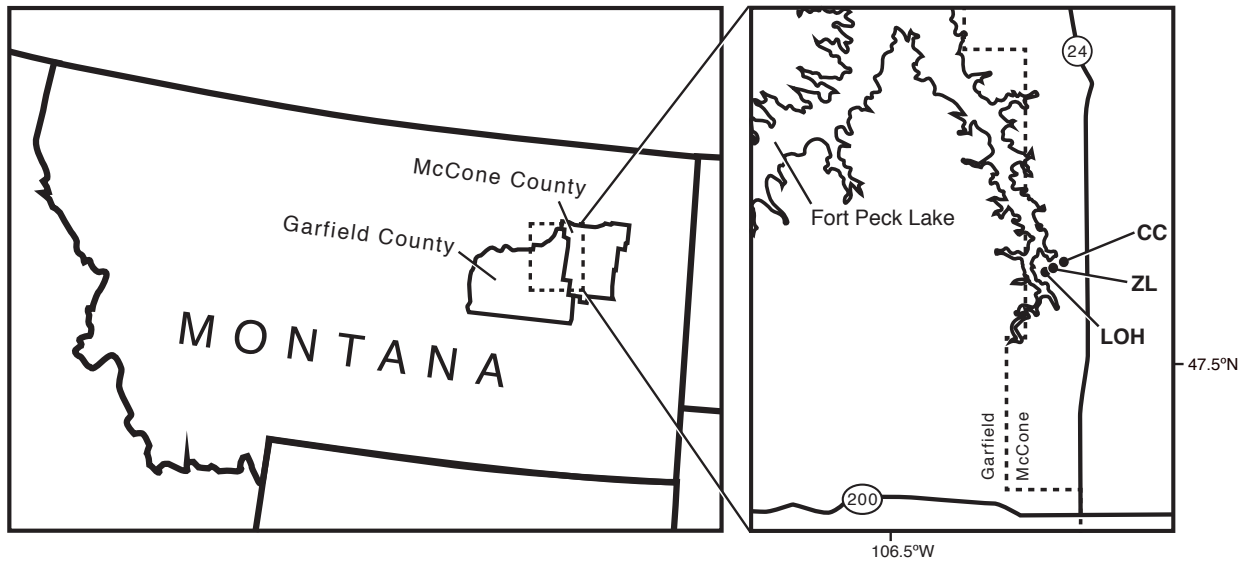 McCone County
Garfield County
MONTANA
24
Fort Peck Lake
CC
ZL
LOH
47.5ºN
Garfield
McCone
200
106.5ºW